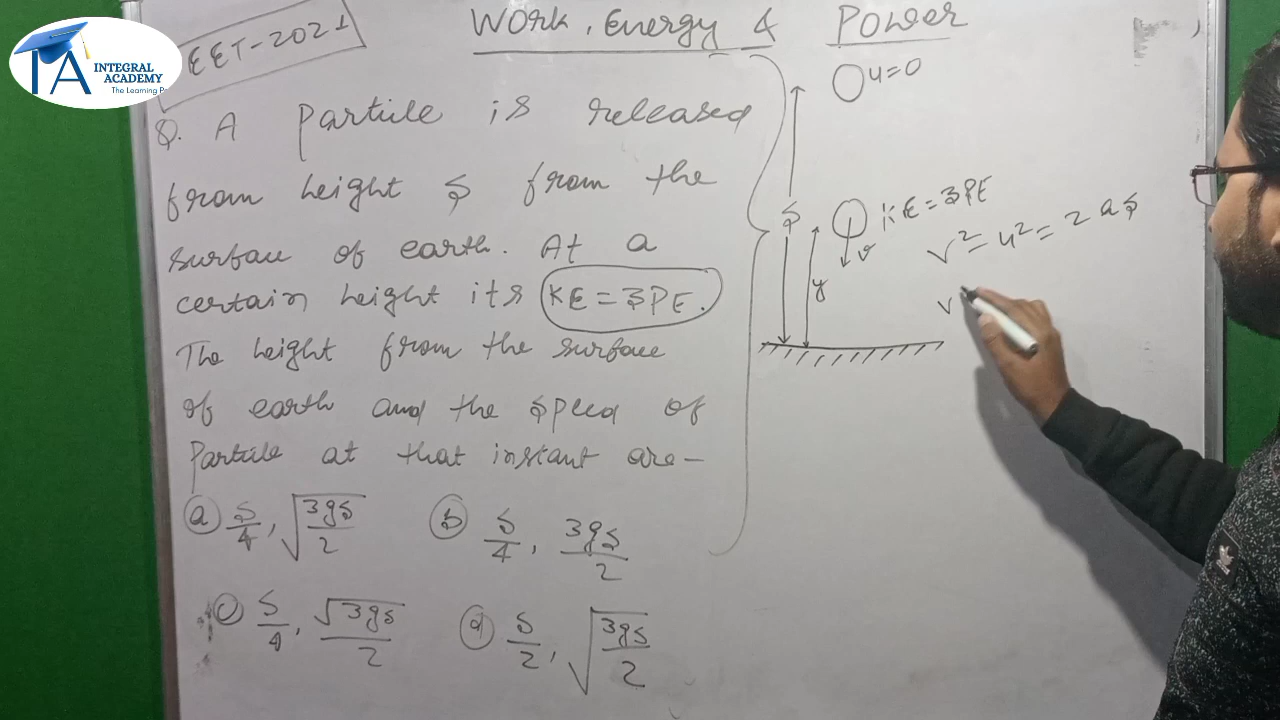 INTEGRAL
ACADEMY
EET-2021
Work, Energy & Power
Q. A Particle is released
from height S from the
surface of earth. At a
certain height its KE = 3PE.
The height from the surface
of earth and the speed of
Particle at that instant are-
(a) S/4, √(3gs/2) (b) S/4, 3gs/2
(c) S/4, √3gs/2 (d) S/2, √(3gs/2)
u=0
S
KE = 3PE
v
y
v² - u² = 2as
v